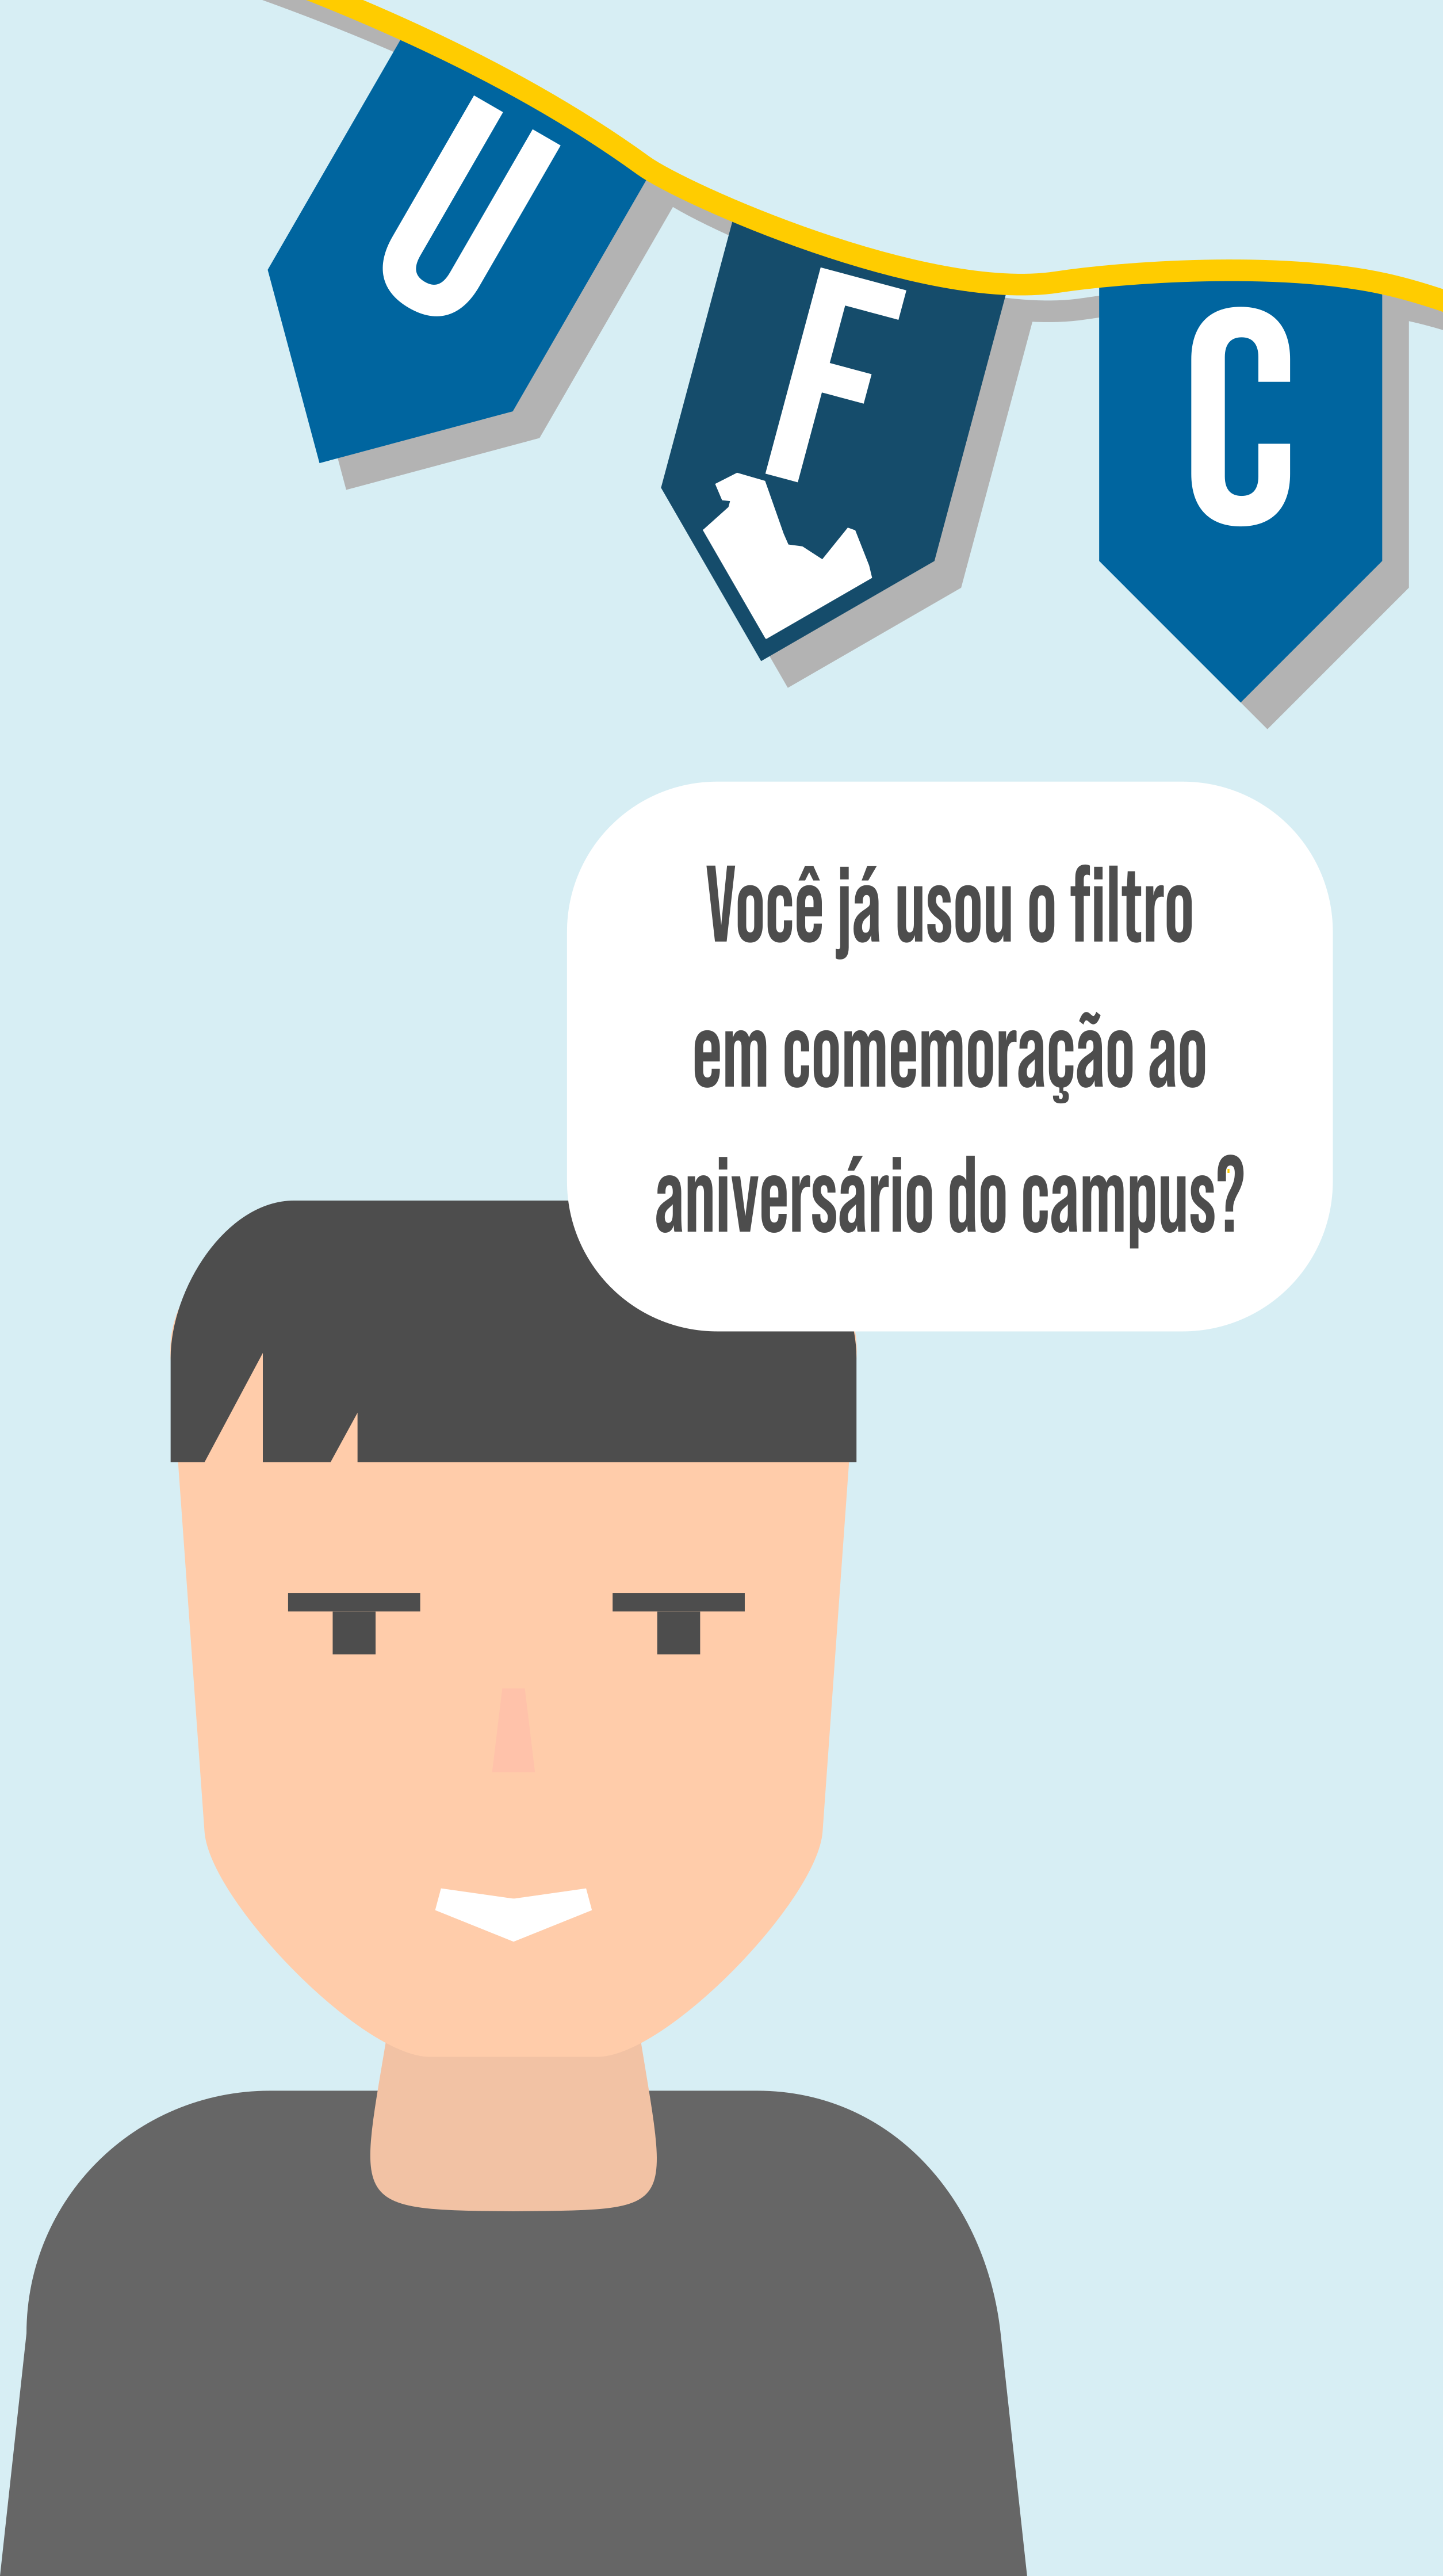 U F C
Você já usou o filtro
em comemoração ao
aniversário do campus?